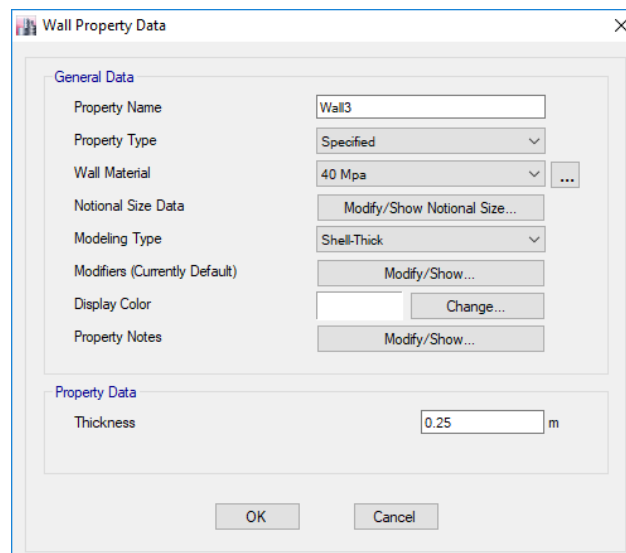 Wall Property Data
General Data
Property Name Wall3
Property Type Specified
Wall Material 40 Mpa ...
Notional Size Data Modify/Show Notional Size...
Modeling Type Shell-Thick
Modifiers (Currently Default) Modify/Show...
Display Color Change...
Property Notes Modify/Show...
Property Data
Thickness 0.25 m
OK Cancel